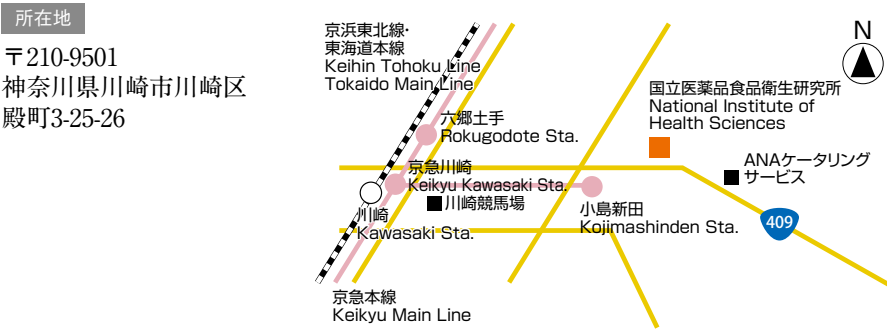 所在地
〒210-9501
神奈川県川崎市川崎区
殿町3-25-26
京浜東北線・
東海道本線
Keihin Tohoku Line
Tokaido Main Line
N
国立医薬品食品衛生研究所
National Institute of
Health Sciences
六郷土手
Rokugodote Sta.
ANAケータリング
サービス
京急川崎
Keikyu Kawasaki Sta.
川崎競馬場
川崎
Kawasaki Sta.
小島新田
Kojimashinden Sta.
409
京急本線
Keikyu Main Line